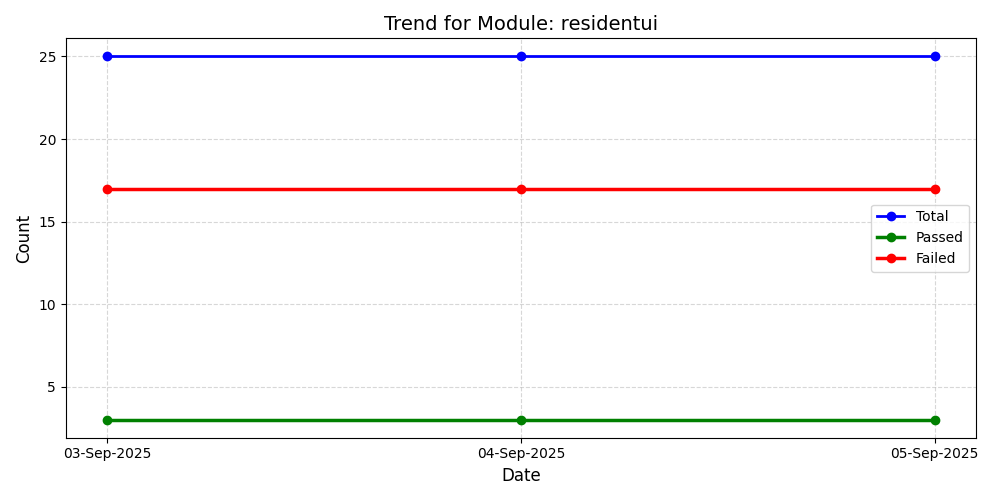 Trend for Module: residentui
Count
25
20
15
10
5
Total
Passed
Failed
03-Sep-2025
04-Sep-2025
05-Sep-2025
Date